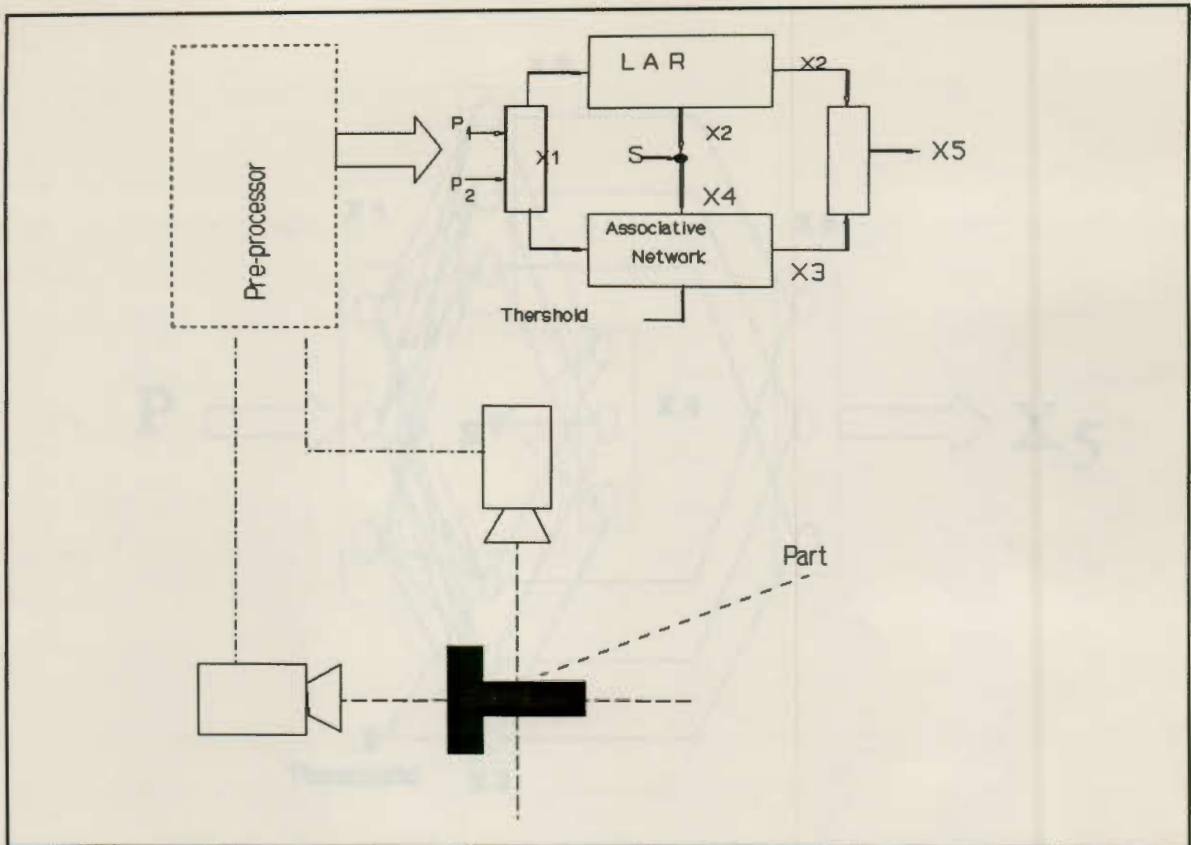 Pre-processor
P1
P2
X1
LAR
X2
X2
S
X4
Associative
Network
X3
X5
Thershold
Part